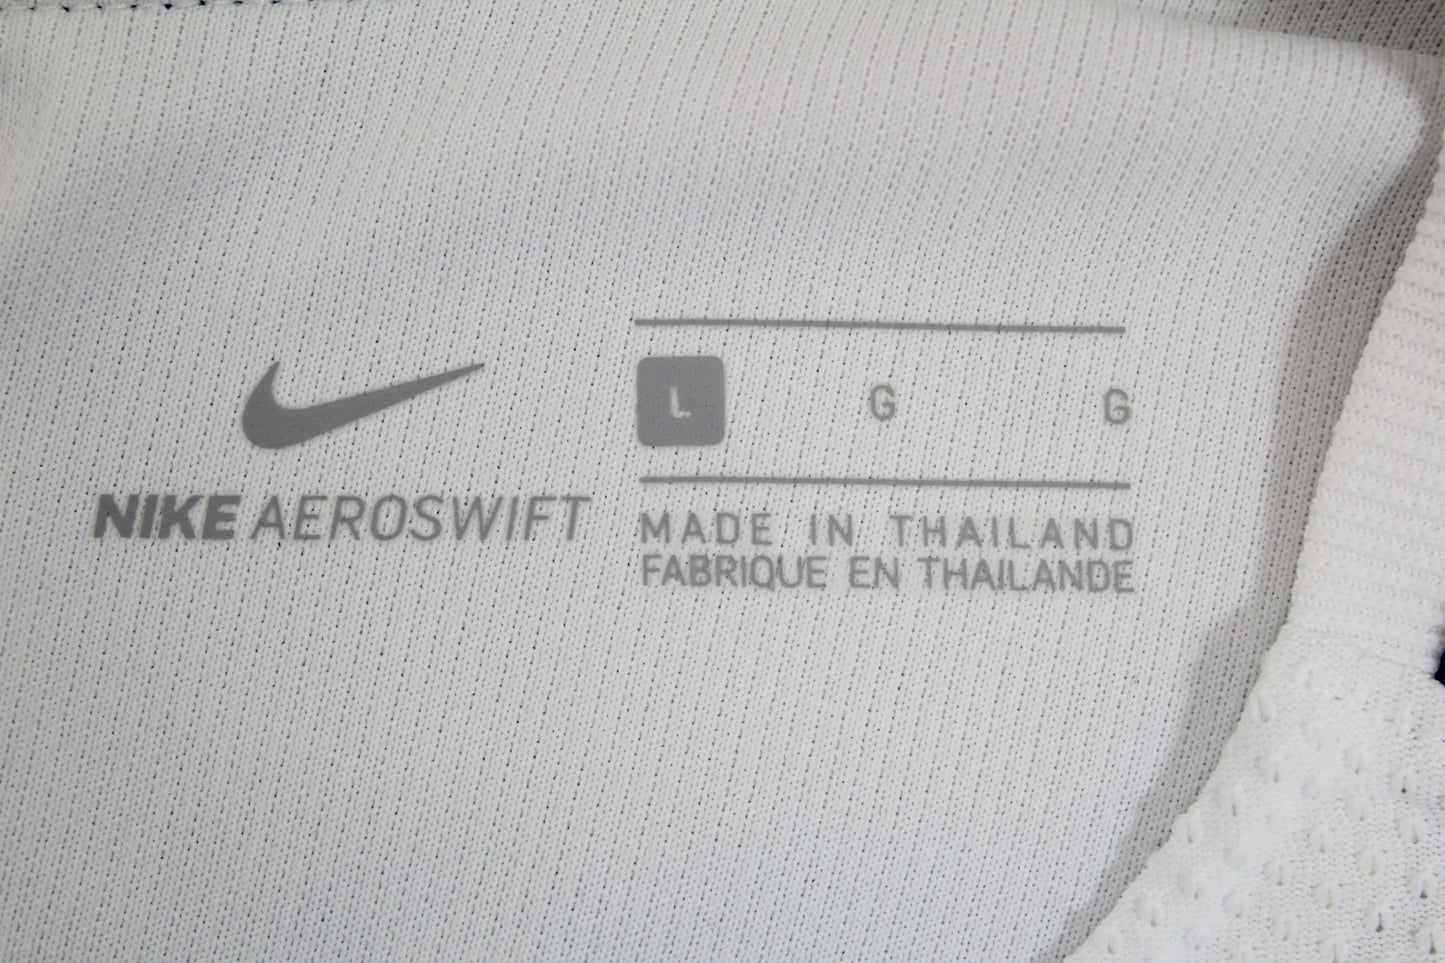 NIKE AEROSWIFT
L G G
MADE IN THAILAND
FABRIQUE EN THAILANDE